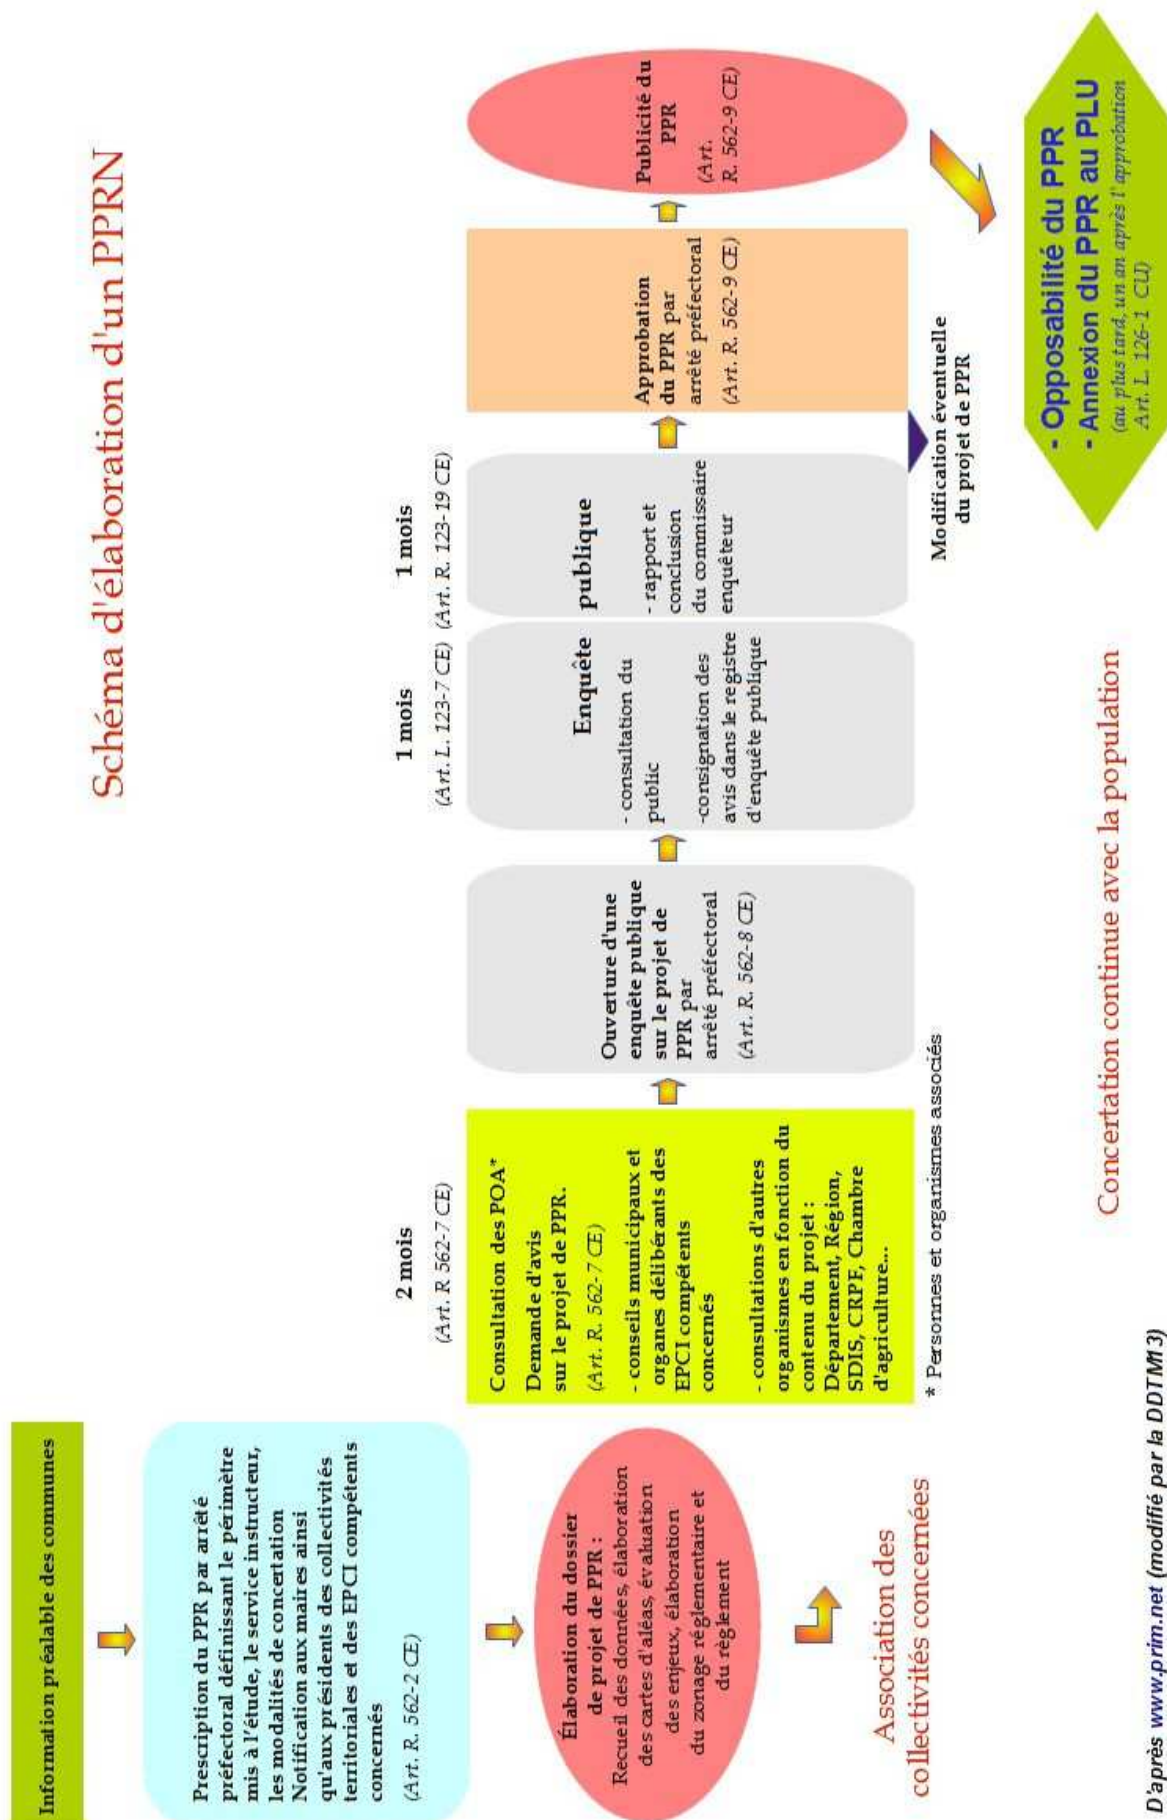 Schéma d'élaboration d'un PPRN
Information préalable des communes
Prescription du PPR par arrêté
préfectoral définissant le périmètre
mis à l'étude, le service instructeur,
les modalités de concertation
Notification aux maires ainsi
qu'aux présidents des collectivités
territoriales et des EPCI compétents
concernés
(Art. R. 562-2 CE)
Élaboration du dossier
de projet de PPR :
Recueil des données, élaboration
des cartes d'aléas, évaluation
des enjeux, élaboration
du zonage réglementaire et
du règlement
Association des
collectivités concernées
2 mois
(Art. R 562-7 CE)
Consultation des POA*
Demande d'avis
sur le projet de PPR.
(Art. R. 562-7 CE)
- conseils municipaux et
organes délibérants des
EPCI compétents
concernés
- consultations d'autres
organismes en fonction du
contenu du projet :
Département, Région,
SDIS, CRPF, Chambre
d'agriculture...
* Personnes et organismes associés
Ouverture d'une
enquête publique
sur le projet de
PPR par
arrêté préfectoral
(Art. R. 562-8 CE)
1 mois
(Art. L. 123-7 CE)
1 mois
(Art. R. 123-19 CE)
Enquête publique
- consultation du
public
-consignation des
avis dans le registre
d'enquête publique
- rapport et
conclusion
du commissaire
enquêteur
Modification éventuelle
du projet de PPR
Approbation
du PPR par
arrêté préfectoral
(Art. R. 562-9 CE)
Publicité du
PPR
(Art.
R. 562-9 CE)
- Opposabilité du PPR
- Annexion du PPR au PLU
(au plus tard, un an après l'approbation
Art. L. 126-1 CU)
Concertation continue avec la population
D'après www.prim.net (modifié par la DDTM13)